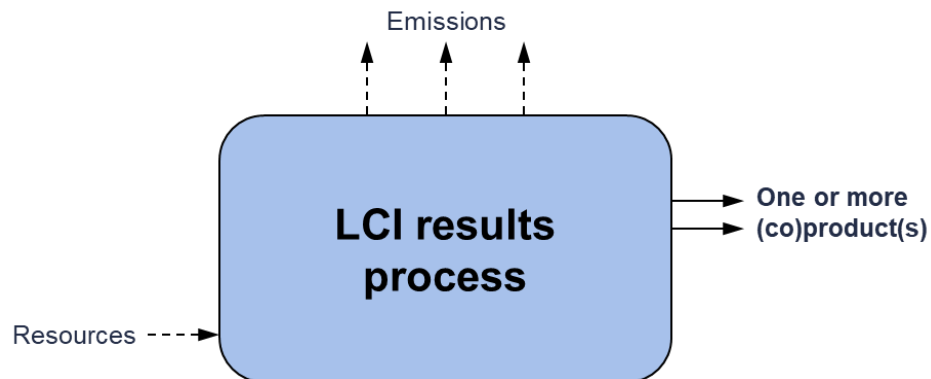 Emissions
LCI results
process
One or more
(co)product(s)
Resources